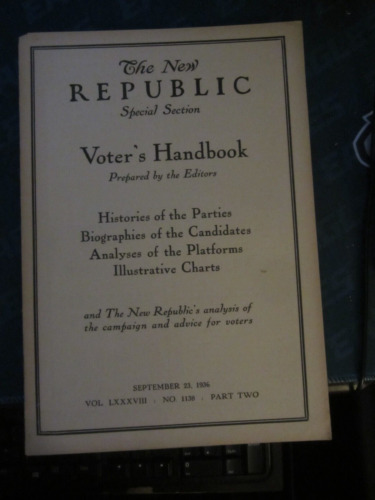 The New
REPUBLIC
Special Section
Voter's Handbook
Prepared by the Editors
Histories of the Parties
Biographies of the Candidates
Analyses of the Platforms
Illustrative Charts
and The New Republic's analysis of
the campaign and advice for voters
SEPTEMBER 23, 1936
VOL. LXXXVIII · NO. 1138 · PART TWO